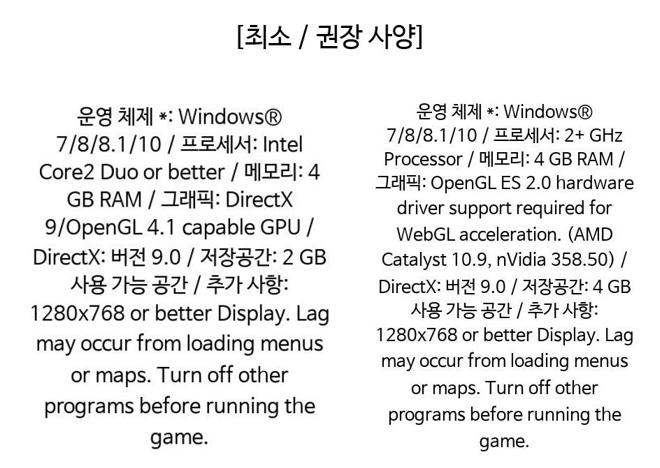 [최소 / 권장 사양]
운영 체제 *: Windows®
7/8/8.1/10 / 프로세서: Intel
Core2 Duo or better / 메모리: 4
GB RAM / 그래픽: DirectX
9/OpenGL 4.1 capable GPU /
DirectX: 버전 9.0 / 저장공간: 2 GB
사용 가능 공간 / 추가 사항:
1280x768 or better Display. Lag
may occur from loading menus
or maps. Turn off other
programs before running the
game.
운영 체제 *: Windows®
7/8/8.1/10 / 프로세서: 2+ GHz
Processor / 메모리: 4 GB RAM /
그래픽: OpenGL ES 2.0 hardware
driver support required for
WebGL acceleration. (AMD
Catalyst 10.9, nVidia 358.50) /
DirectX: 버전 9.0 / 저장공간: 4 GB
사용 가능 공간 / 추가 사항:
1280x768 or better Display. Lag
may occur from loading menus
or maps. Turn off other
programs before running the
game.